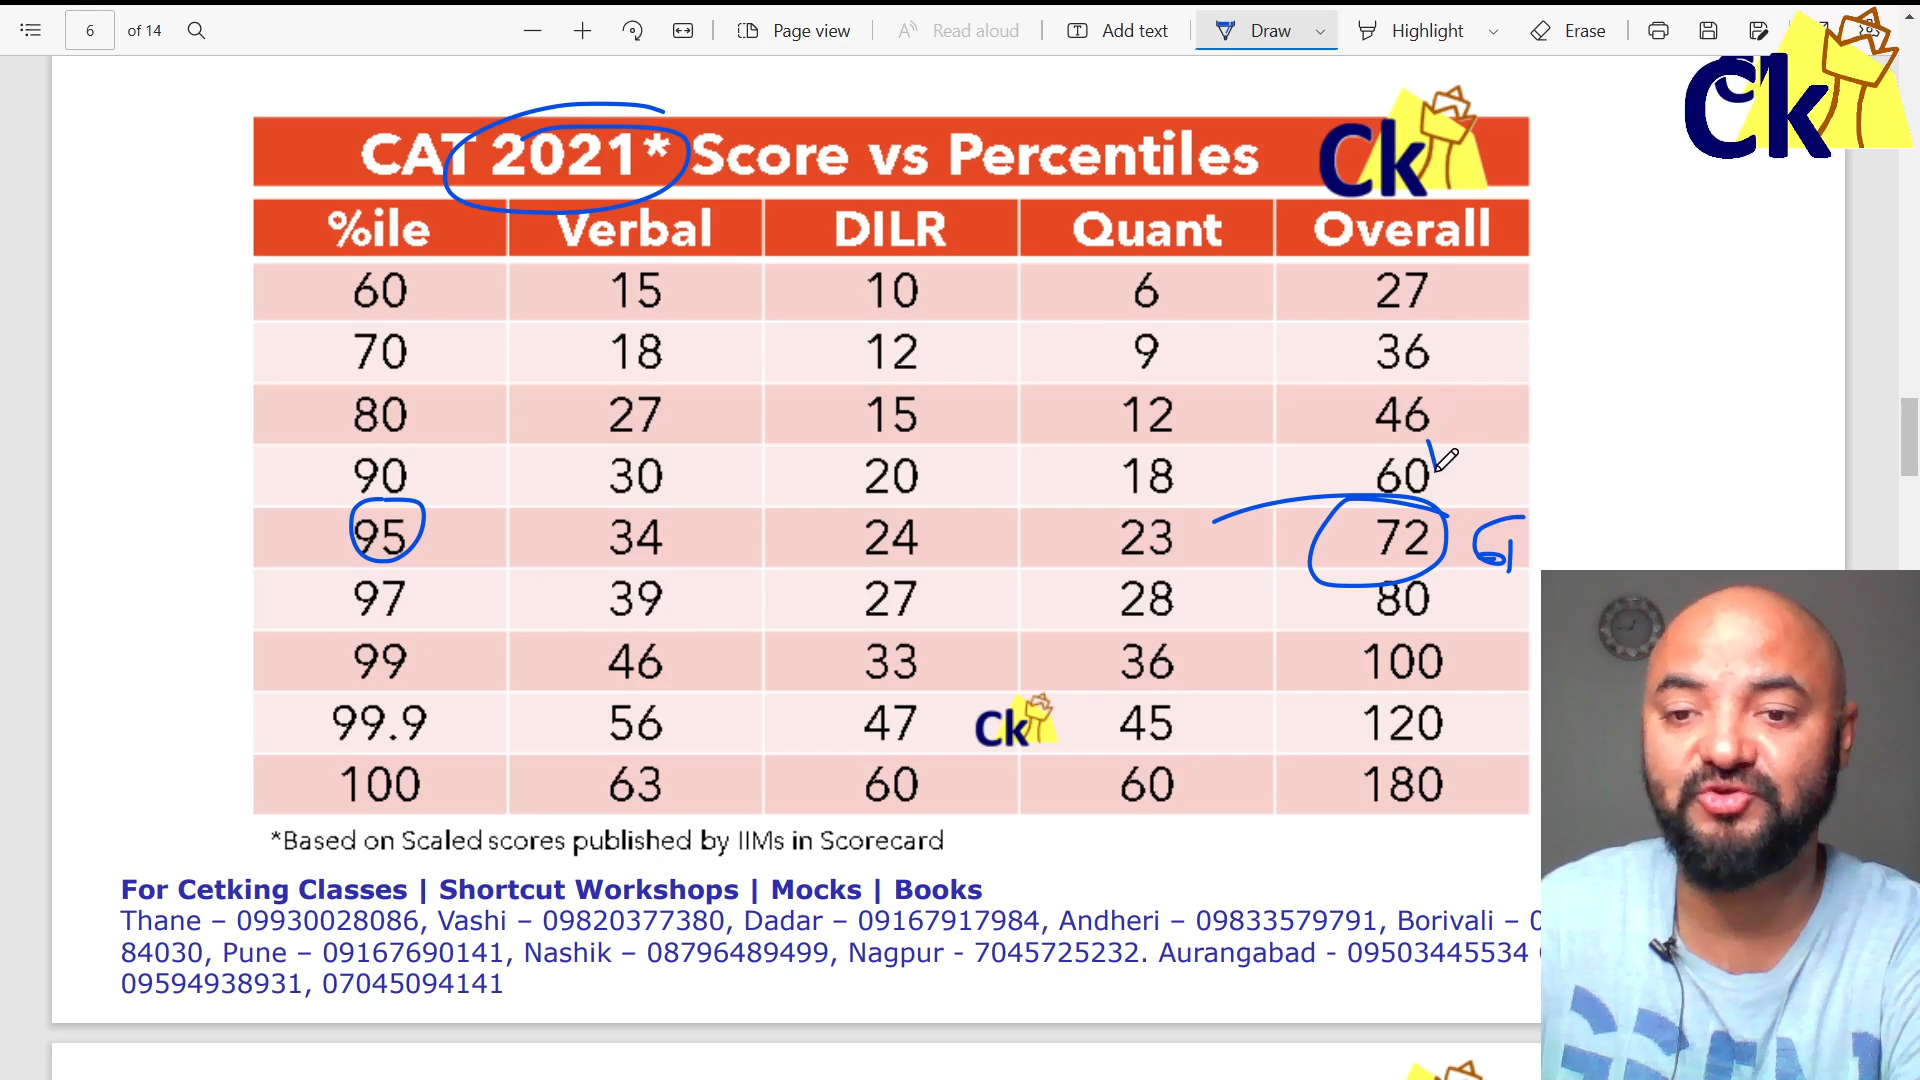 6 of 14 Page view Read aloud Add text Draw Highlight Erase
Ck
CAT 2021* Score vs Percentiles Ck
%ile Verbal DILR Quant Overall
60 15 10 6 27
70 18 12 9 36
80 27 15 12 46
90 30 20 18 60
95 34 24 23 72
97 39 27 28 80
99 46 33 36 100
99.9 56 47 Ck 45 120
100 63 60 60 180
*Based on Scaled scores published by IIMs in Scorecard
For Cetking Classes | Shortcut Workshops | Mocks | Books
Thane – 09930028086, Vashi – 09820377380, Dadar – 09167917984, Andheri – 09833579791, Borivali – 0
84030, Pune – 09167690141, Nashik – 08796489499, Nagpur - 7045725232. Aurangabad - 09503445534
09594938931, 07045094141